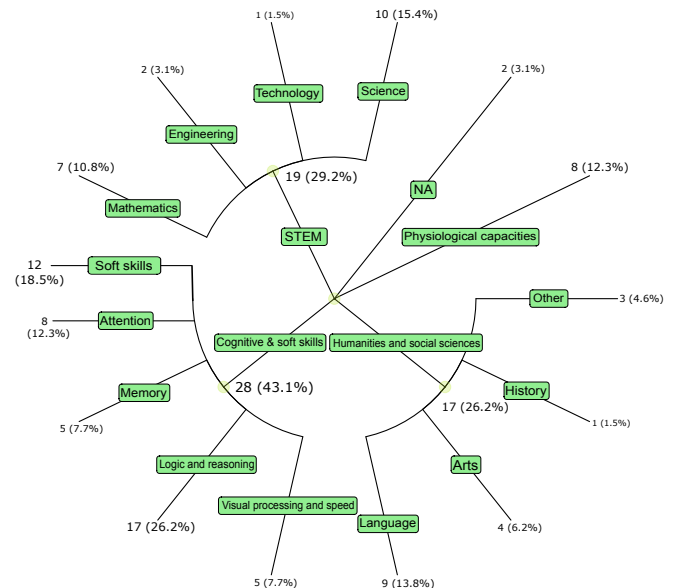 1 (1.5%)
10 (15.4%)
2 (3.1%)
2 (3.1%)
Technology
Science
Engineering
7 (10.8%)
19 (29.2%)
8 (12.3%)
NA
Mathematics
STEM
Physiological capacities
12
(18.5%)
Soft skills
Other
3 (4.6%)
8
(12.3%)
Attention
Cognitive & soft skills
Humanities and social sciences
28 (43.1%)
17 (26.2%)
Memory
History
5 (7.7%)
1 (1.5%)
Logic and reasoning
Arts
Visual processing and speed
17 (26.2%)
Language
4 (6.2%)
5 (7.7%)
9 (13.8%)